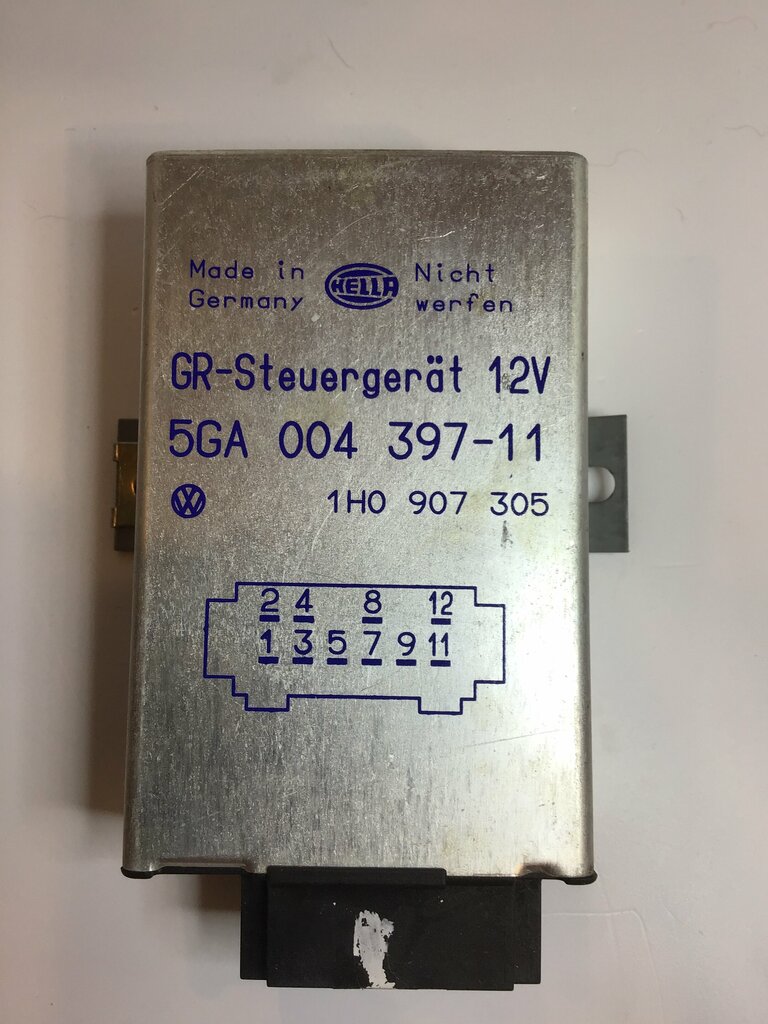 Made in HELLA Nicht
Germany werfen
GR-Steuergerät 12V
5GA 004 397-11
VW 1H0 907 305
2 4 8 12
1 3 5 7 9 11